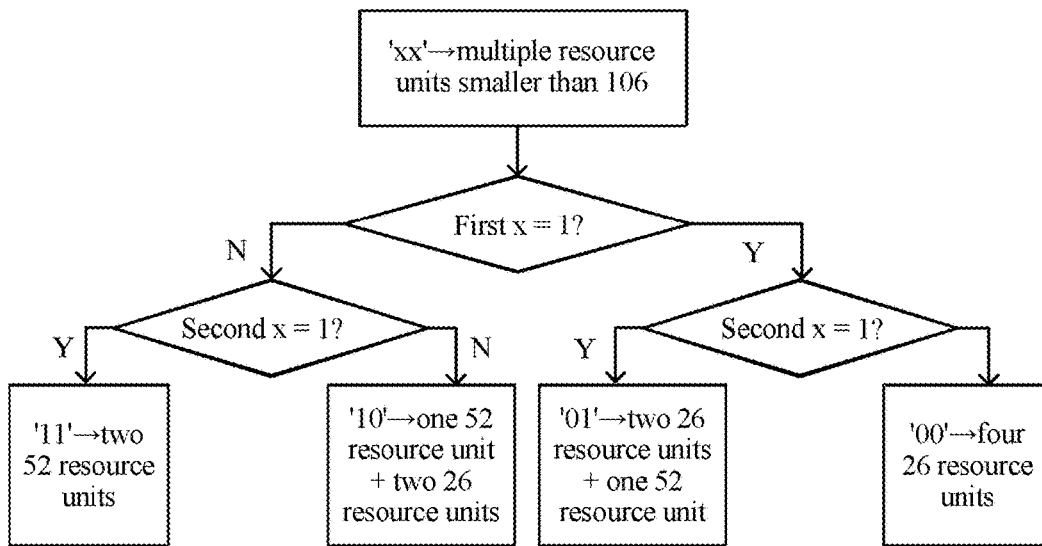 'xx'→multiple resource
units smaller than 106
First x = 1?
N
Y
Second x = 1?
Second x = 1?
Y
N
Y
'11'→two
52 resource
units
'10'→one 52
resource unit
+ two 26
resource units
'01'→two 26
resource units
+ one 52
resource unit
'00'→four
26 resource
units